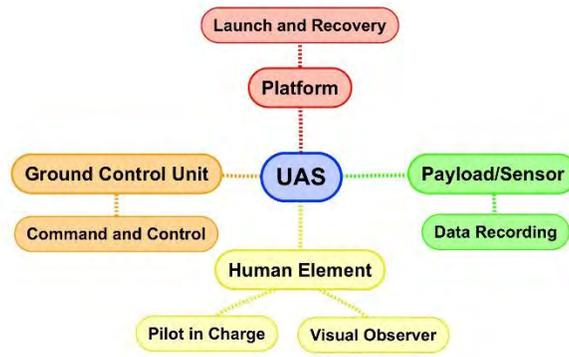 Launch and Recovery
Platform
Ground Control Unit
UAS
Payload/Sensor
Command and Control
Data Recording
Human Element
Pilot in Charge
Visual Observer